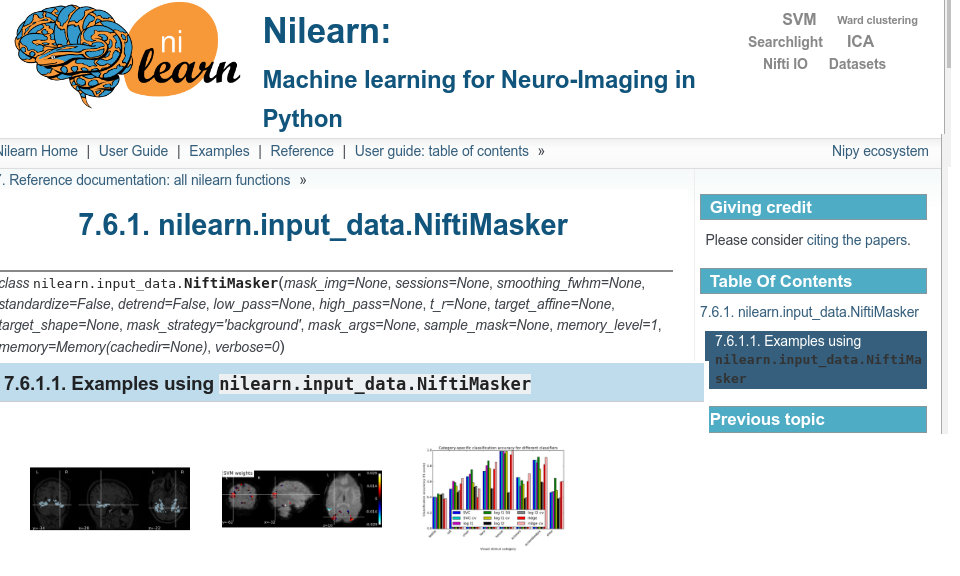 ni
learn
Nilearn:
Machine learning for Neuro-Imaging in
Python
SVM Ward clustering
Searchlight ICA
Nifti IO Datasets
Nilearn Home | User Guide | Examples | Reference | User guide: table of contents »
Nipy ecosystem
7. Reference documentation: all nilearn functions »
7.6.1. nilearn.input_data.NiftiMasker
class nilearn.input_data.NiftiMasker(mask_img=None, sessions=None, smoothing_fwhm=None,
standardize=False, detrend=False, low_pass=None, high_pass=None, t_r=None, target_affine=None,
target_shape=None, mask_strategy='background', mask_args=None, sample_mask=None, memory_level=1,
memory=Memory(cachedir=None), verbose=0)
7.6.1.1. Examples using nilearn.input_data.NiftiMasker
Giving credit
Please consider citing the papers.
Table Of Contents
7.6.1. nilearn.input_data.NiftiMasker
7.6.1.1. Examples using
nilearn.input_data.NiftiMa
sker
Previous topic
L R
L R
SVM weights
L R
L R
Category-specific classification accuracy for different classifiers